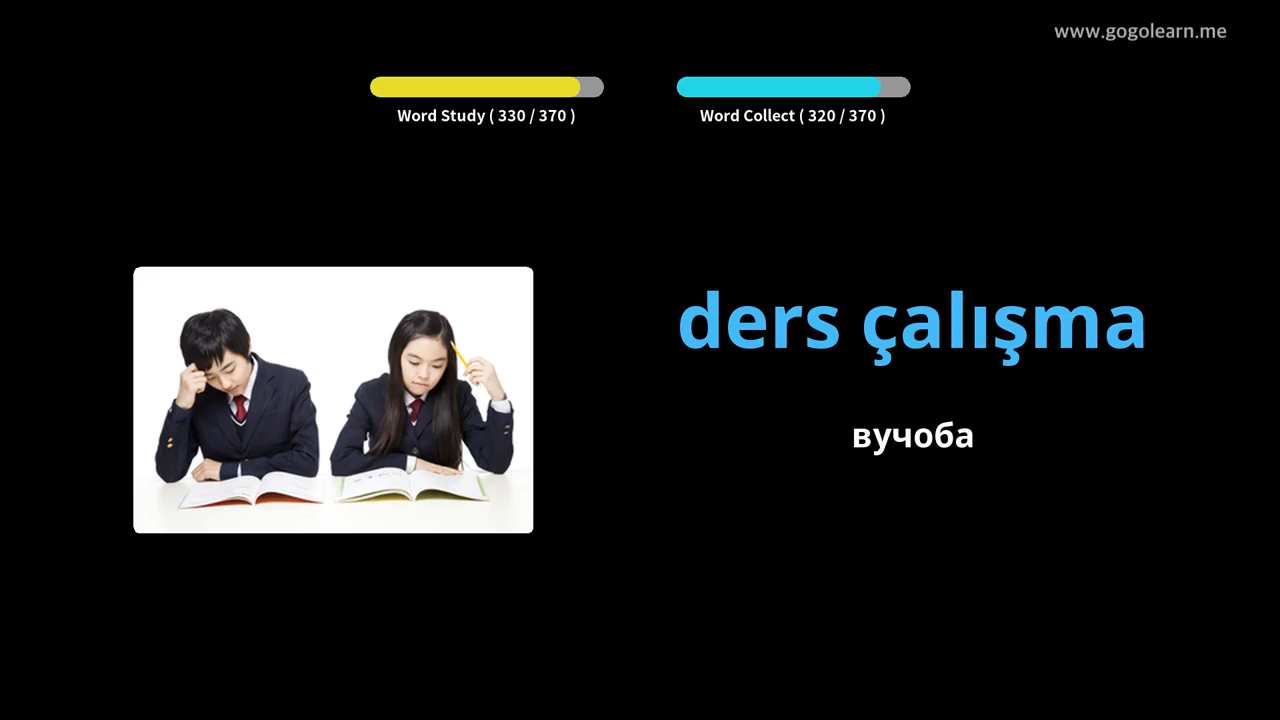 www.gogolearn.me
Word Study ( 330 / 370 )
Word Collect ( 320 / 370 )
ders çalışma
вучоба